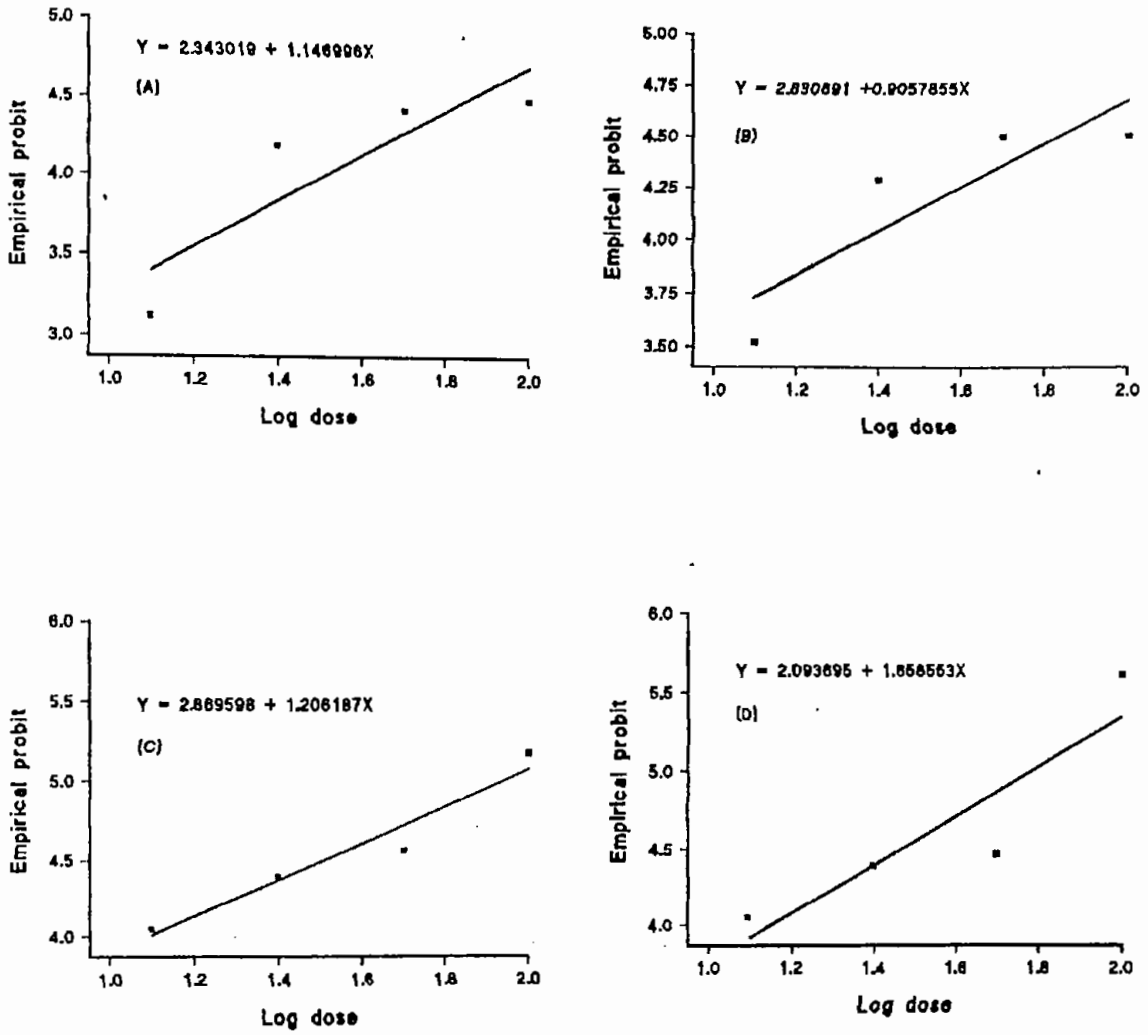 5.0
4.5
4.0
3.5
3.0
Empirical probit
Y = 2.343019 + 1.146996X
(A)
1.0 1.2 1.4 1.6 1.8 2.0
Log dose
5.00
4.75
4.50
4.25
4.00
3.75
3.50
Empirical probit
Y = 2.830891 +0.9057855X
(B)
1.0 1.2 1.4 1.6 1.8 2.0
Log dose
6.0
5.5
5.0
4.5
4.0
Empirical probit
Y = 2.669598 + 1.206187X
(C)
1.0 1.2 1.4 1.6 1.8 2.0
Log dose
6.0
5.5
5.0
4.5
4.0
Empirical probit
Y = 2.093695 + 1.658553X
(D)
1.0 1.2 1.4 1.6 1.8 2.0
Log dose